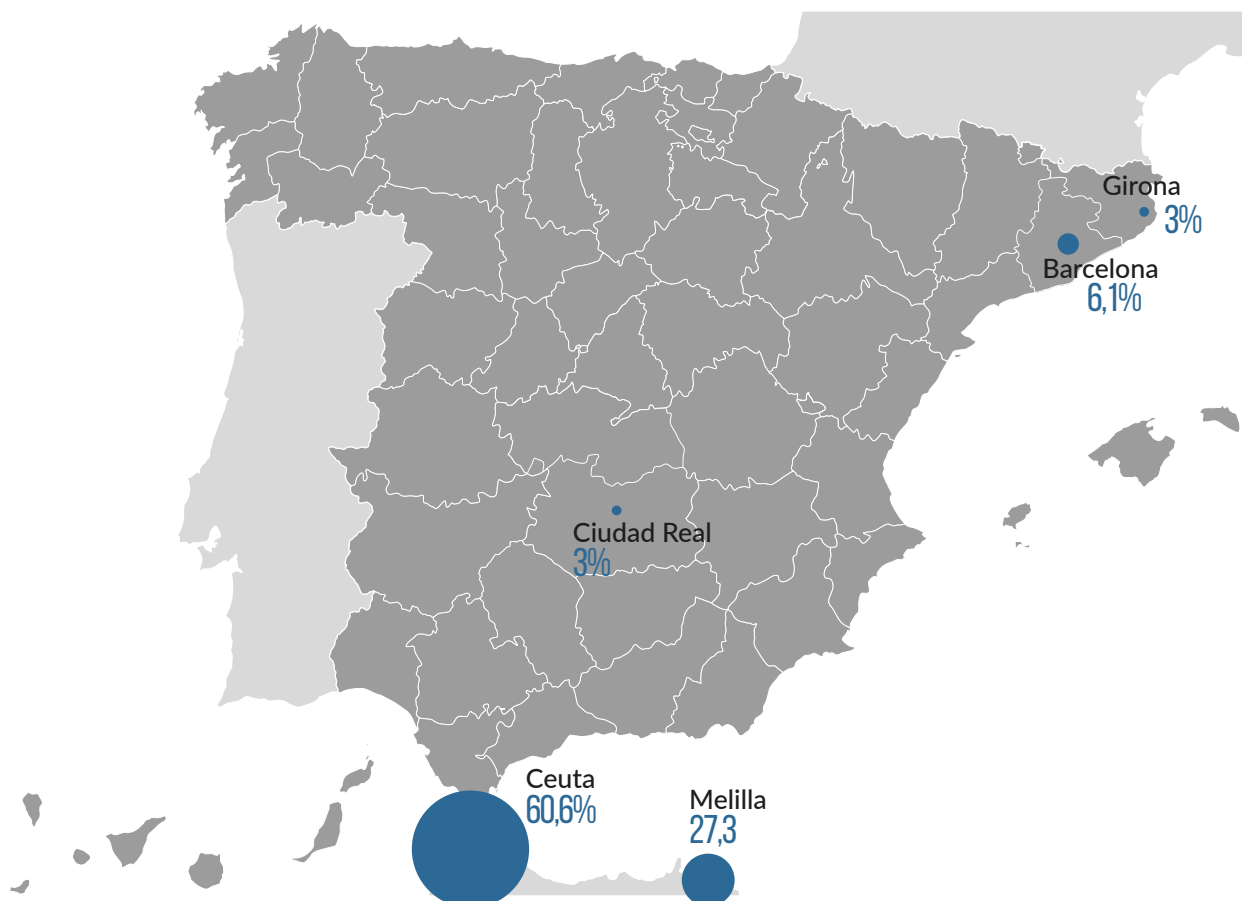 Girona
3%
Barcelona
6,1%
Ciudad Real
3%
Ceuta
60,6%
Melilla
27,3